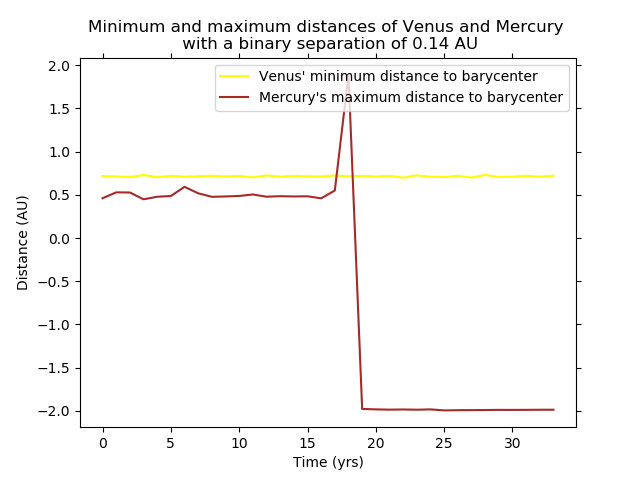 Minimum and maximum distances of Venus and Mercury
with a binary separation of 0.14 AU
Venus' minimum distance to barycenter
Mercury's maximum distance to barycenter
Distance (AU)
2.0
1.5
1.0
0.5
0.0
−0.5
−1.0
−1.5
−2.0
0 5 10 15 20 25 30
Time (yrs)